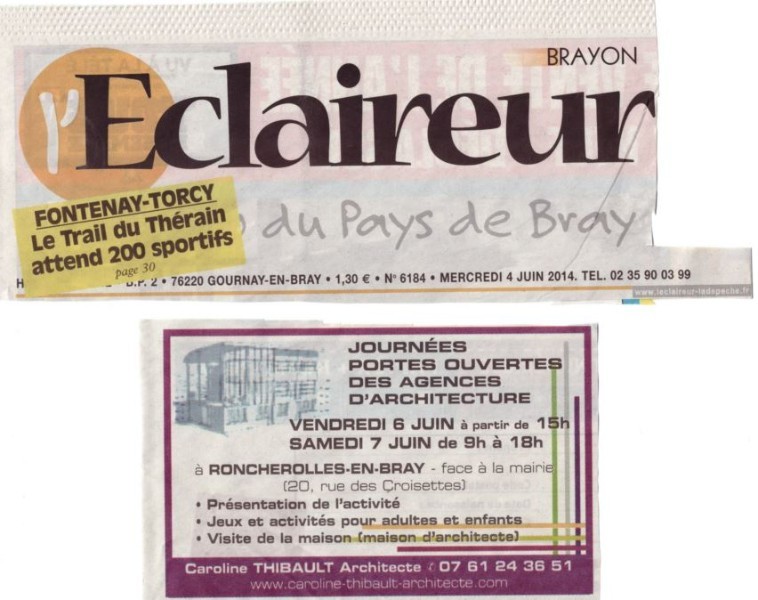 BRAYON
l'Eclaireur
FONTENAY-TORCY
Le Trail du Thérain
attend 200 sportifs
page 30
du Pays de Bray
B.P. 2 • 76220 GOURNAY-EN-BRAY • 1,30 € • N° 6184 • MERCREDI 4 JUIN 2014. TEL. 02 35 90 03 99
www.leclaireur-ladepeche.fr
JOURNÉES
PORTES OUVERTES
DES AGENCES
D'ARCHITECTURE
VENDREDI 6 JUIN à partir de 15h
SAMEDI 7 JUIN de 9h à 18h
à RONCHEROLLES-EN-BRAY - face à la mairie
(20, rue des Croisettes)
• Présentation de l'activité
• Jeux et activités pour adultes et enfants
• Visite de la maison (maison d'architecte)
Caroline THIBAULT Architecte ✆ 07 61 24 36 51
www.caroline-thibault-architecte.com